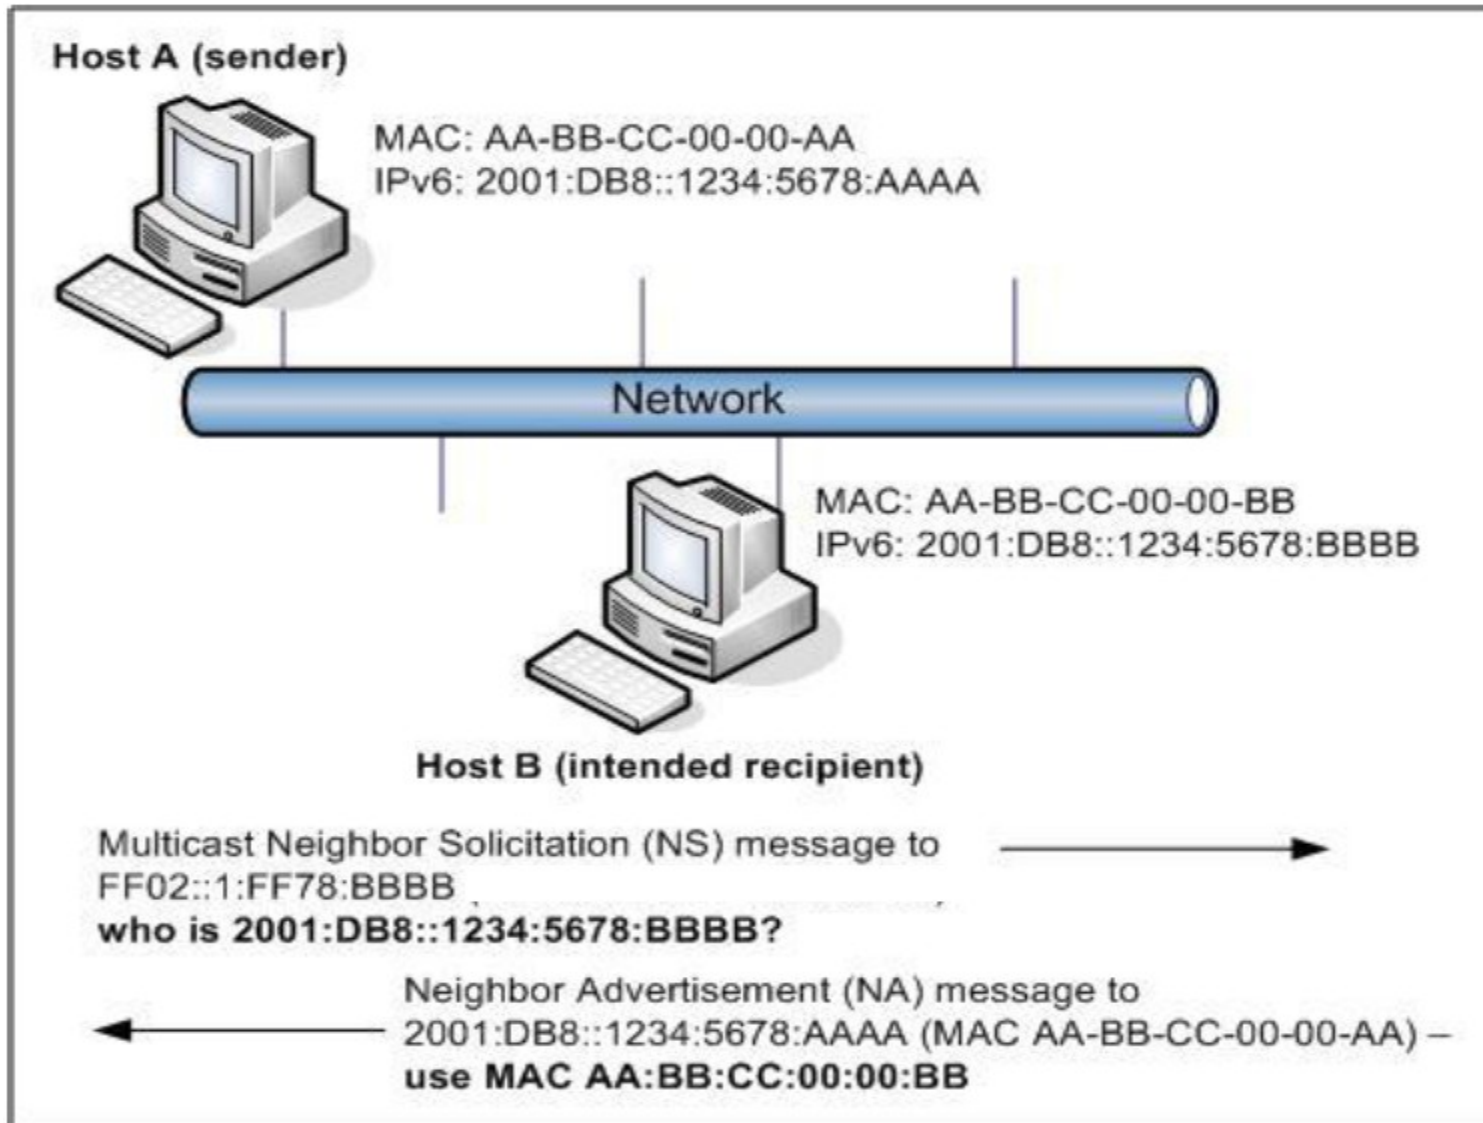 Host A (sender)
MAC: AA-BB-CC-00-00-AA
IPv6: 2001:DB8::1234:5678:AAAA
Network
MAC: AA-BB-CC-00-00-BB
IPv6: 2001:DB8::1234:5678:BBBB
Host B (intended recipient)
Multicast Neighbor Solicitation (NS) message to
FF02::1:FF78:BBBB
who is 2001:DB8::1234:5678:BBBB?
Neighbor Advertisement (NA) message to
2001:DB8::1234:5678:AAAA (MAC AA-BB-CC-00-00-AA) –
use MAC AA:BB:CC:00:00:BB